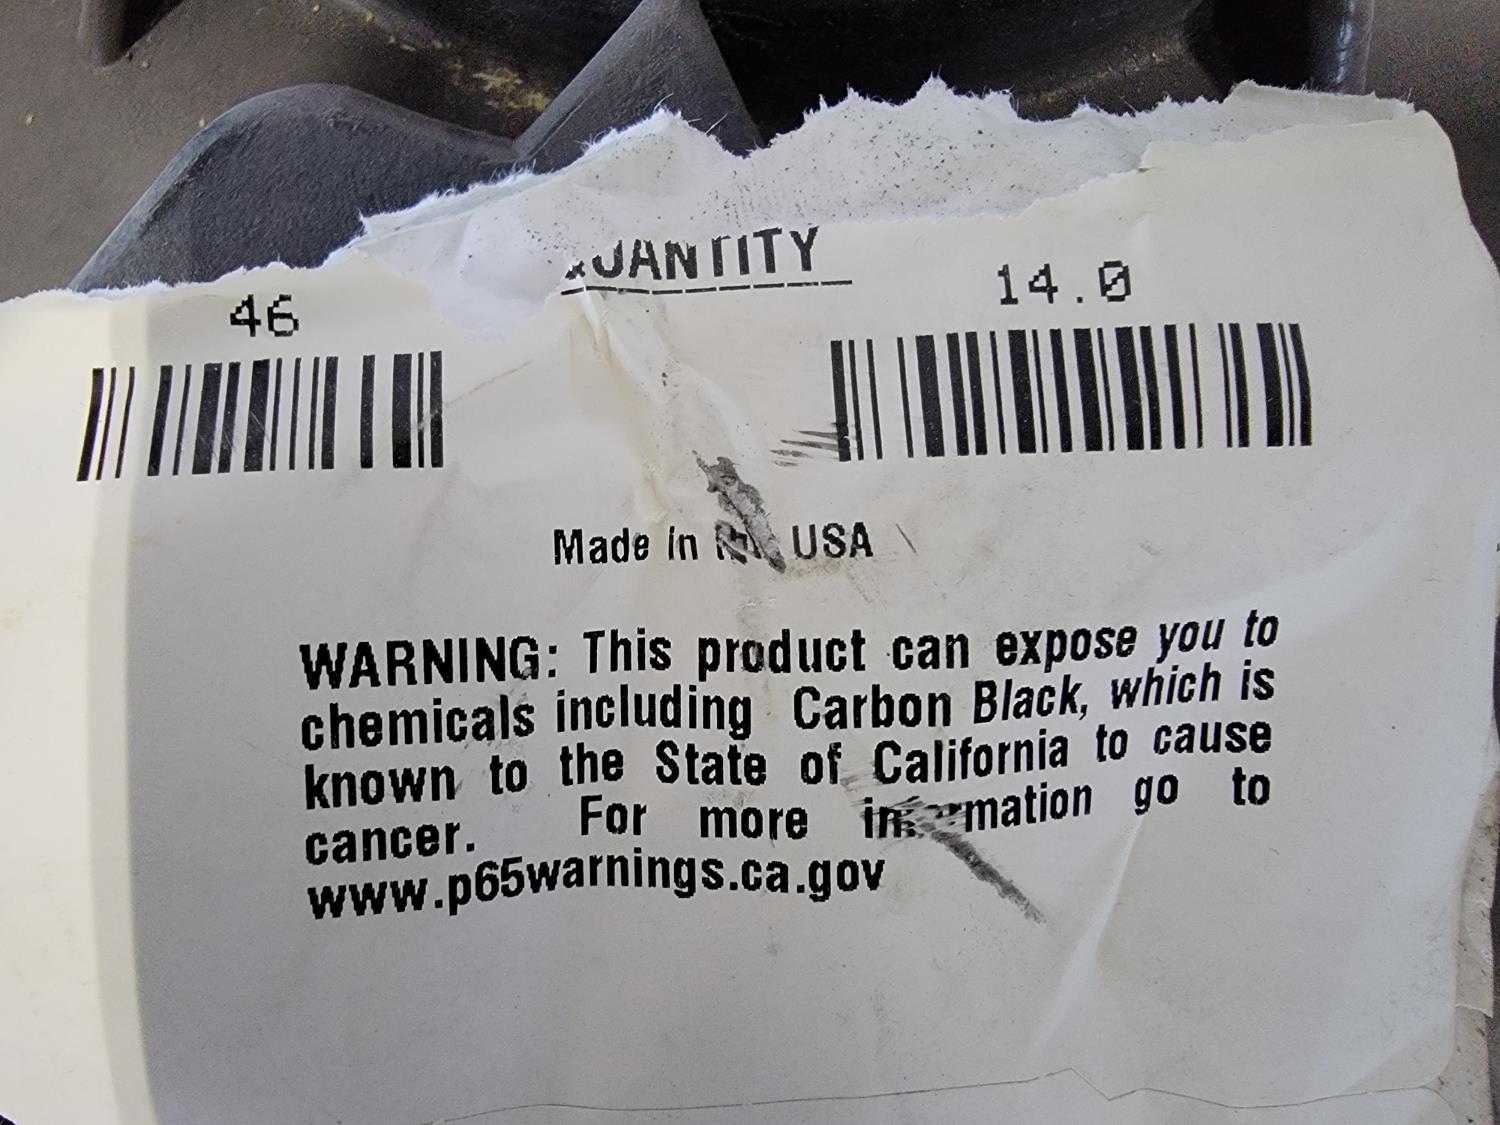 QUANTITY
46 14.0
Made in USA
WARNING: This product can expose you to
chemicals including Carbon Black, which is
known to the State of California to cause
cancer. For more information go to
www.p65warnings.ca.gov